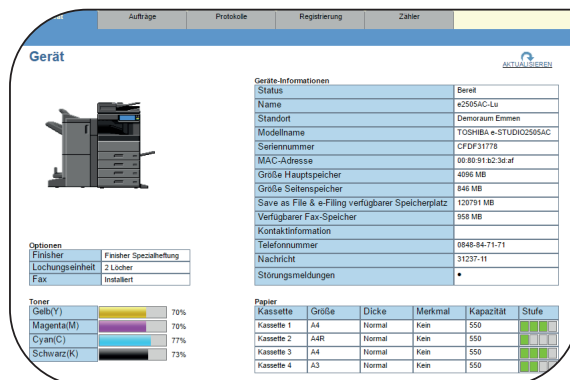 Aufträge Protokolle Registrierung Zähler
Gerät
AKTUALISIEREN
Geräte-Informationen
Status Bereit
Name e2505AC-Lu
Standort Demoraum Emmen
Modellname TOSHIBA e-STUDIO2505AC
Seriennummer CFDF31778
MAC-Adresse 00:80:91:b2:3d:af
Größe Hauptspeicher 4096 MB
Größe Seitenspeicher 846 MB
Save as File & e-Filing verfügbarer Speicherplatz 120791 MB
Verfügbarer Fax-Speicher 958 MB
Kontaktinformation
Telefonnummer 0848-84-71-71
Nachricht 31237-11
Störungsmeldungen •
Optionen
Finisher Finisher Spezialheftung
Lochungseinheit 2 Löcher
Fax Installiert
Toner
Gelb(Y) 70%
Magenta(M) 70%
Cyan(C) 77%
Schwarz(K) 73%
Papier
Kassette Größe Dicke Merkmal Kapazität Stufe
Kassette 1 A4 Normal Kein 550
Kassette 2 A4R Normal Kein 550
Kassette 3 A4 Normal Kein 550
Kassette 4 A3 Normal Kein 550